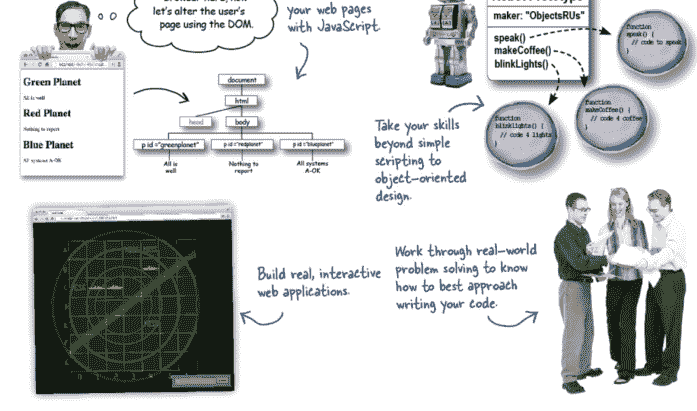 let's alter the user's
page using the DOM.
your web pages
with JavaScript.
Green Planet
All is well
Red Planet
Nothing to report
Blue Planet
All systems A-OK
document
html
head
body
p id="greenplanet"
p id="redplanet"
p id="blueplanet"
All is
well
Nothing to
report
All systems
A-OK
maker: "ObjectsRUs"
speak()
makeCoffee()
blinkLights()
function
speak() {
// code to speak
}
function
blinkLights() {
// code 4 lights
}
function
makeCoffee() {
// code 4 coffee
}
Take your skills
beyond simple
scripting to
object-oriented
design.
Build real, interactive
web applications.
Work through real-world
problem solving to know
how to best approach
writing your code.